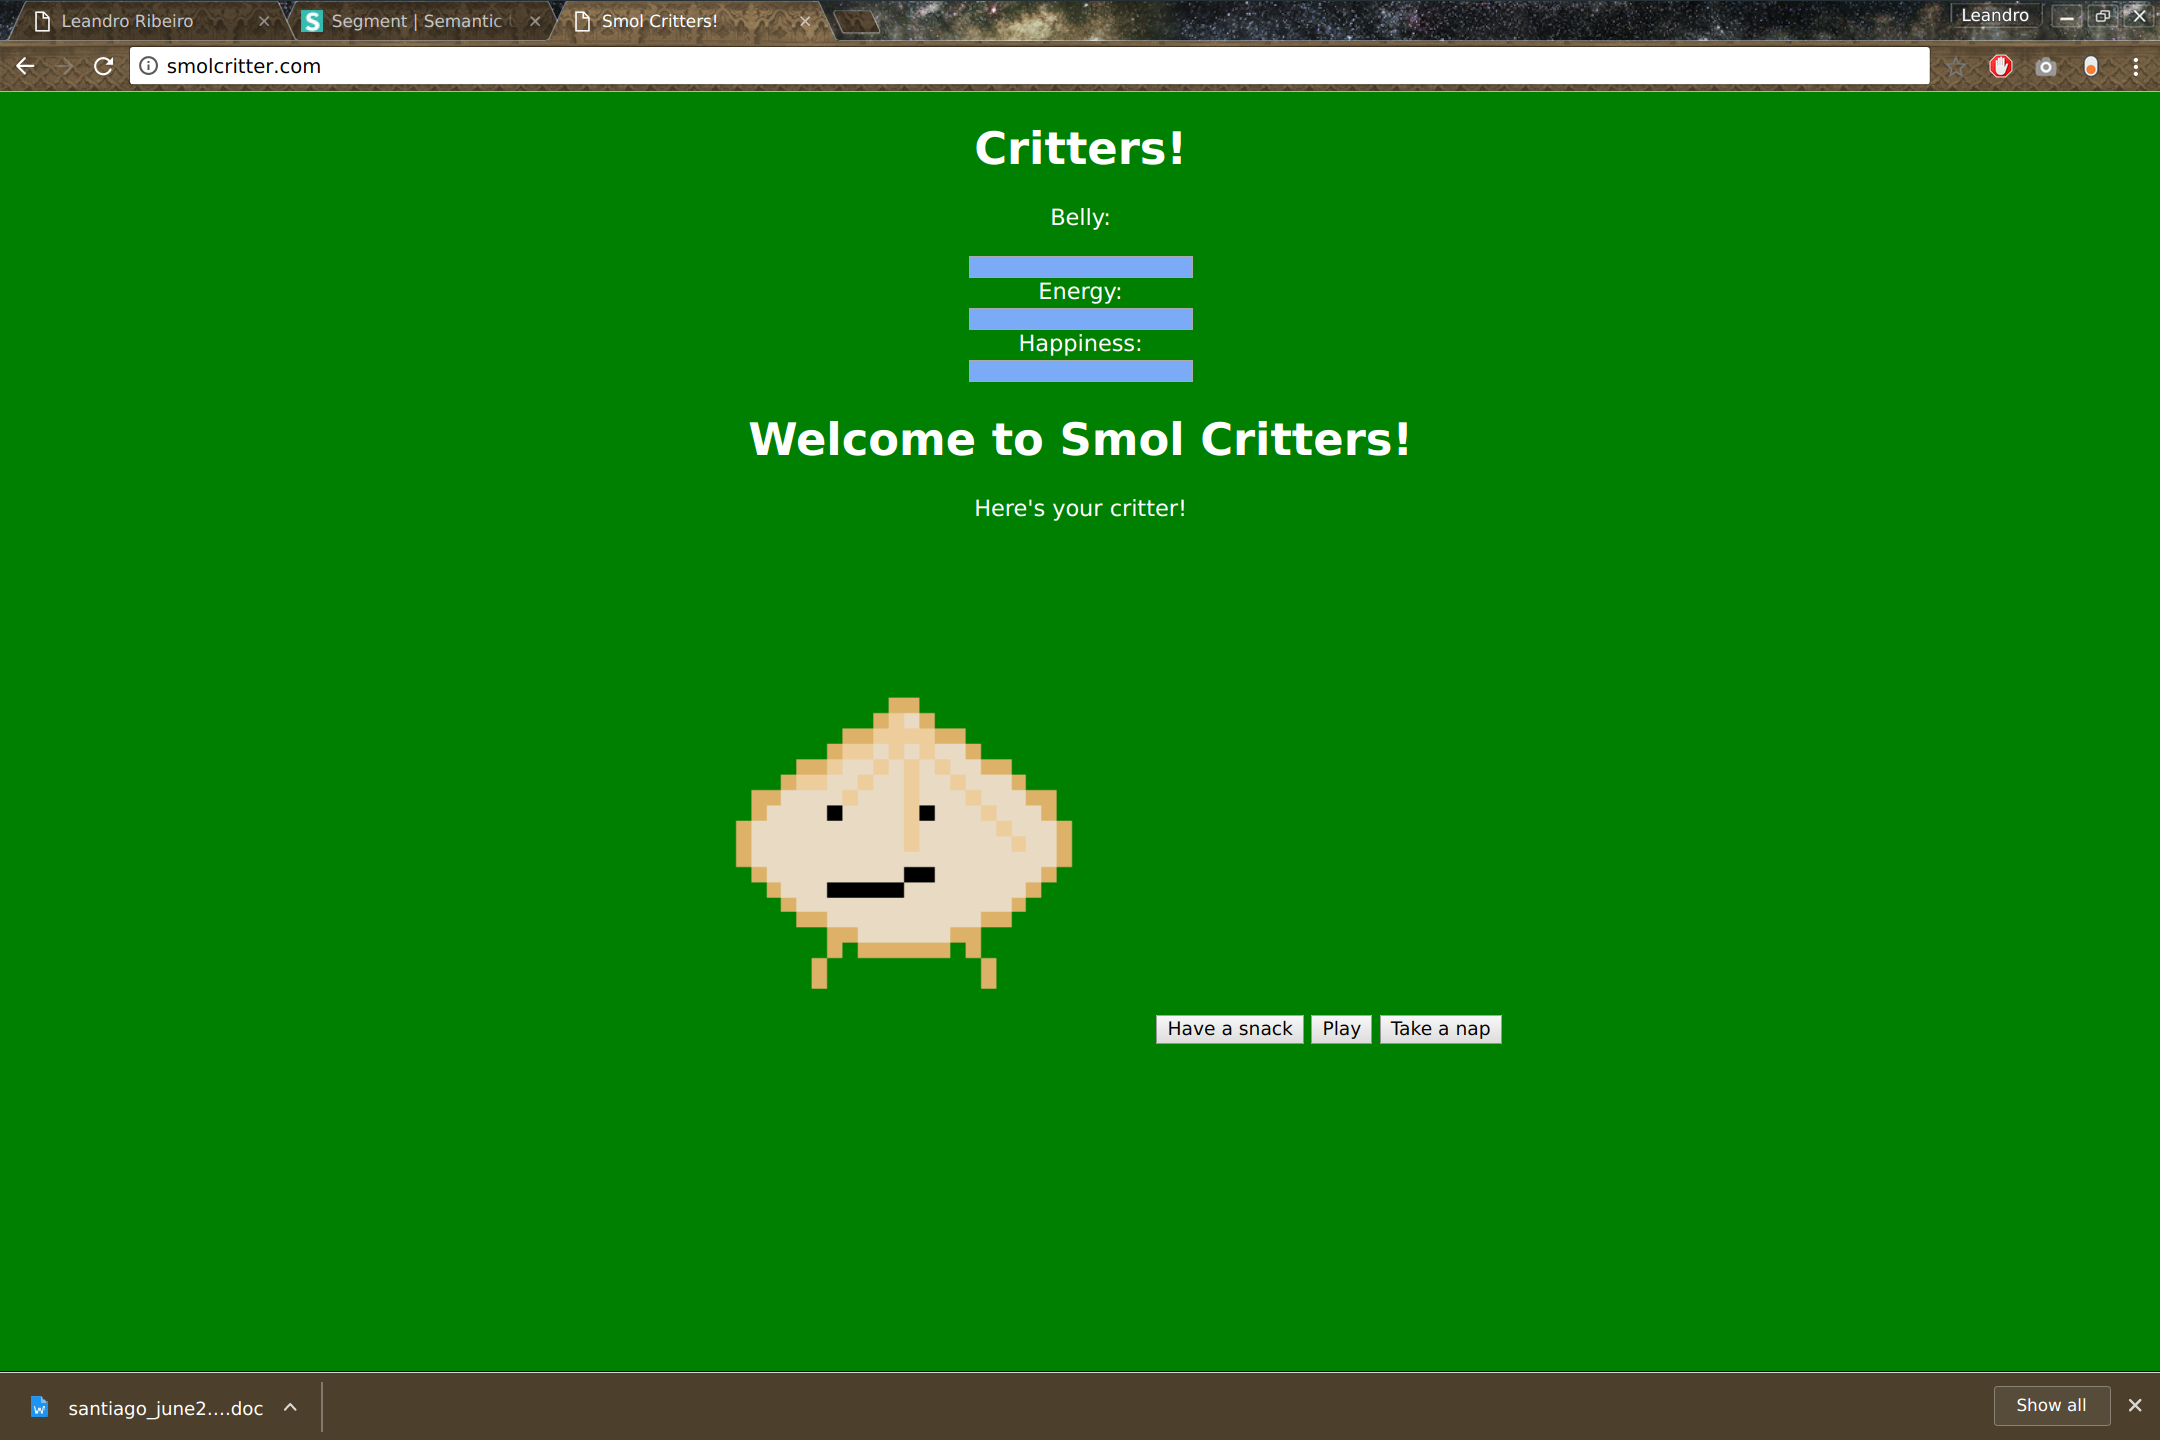 Leandro Ribeiro
Segment | Semantic
Smol Critters!
Leandro
smolcritter.com
Critters!
Belly:
Energy:
Happiness:
Welcome to Smol Critters!
Here's your critter!
Have a snack Play Take a nap
santiago_june2....doc
Show all